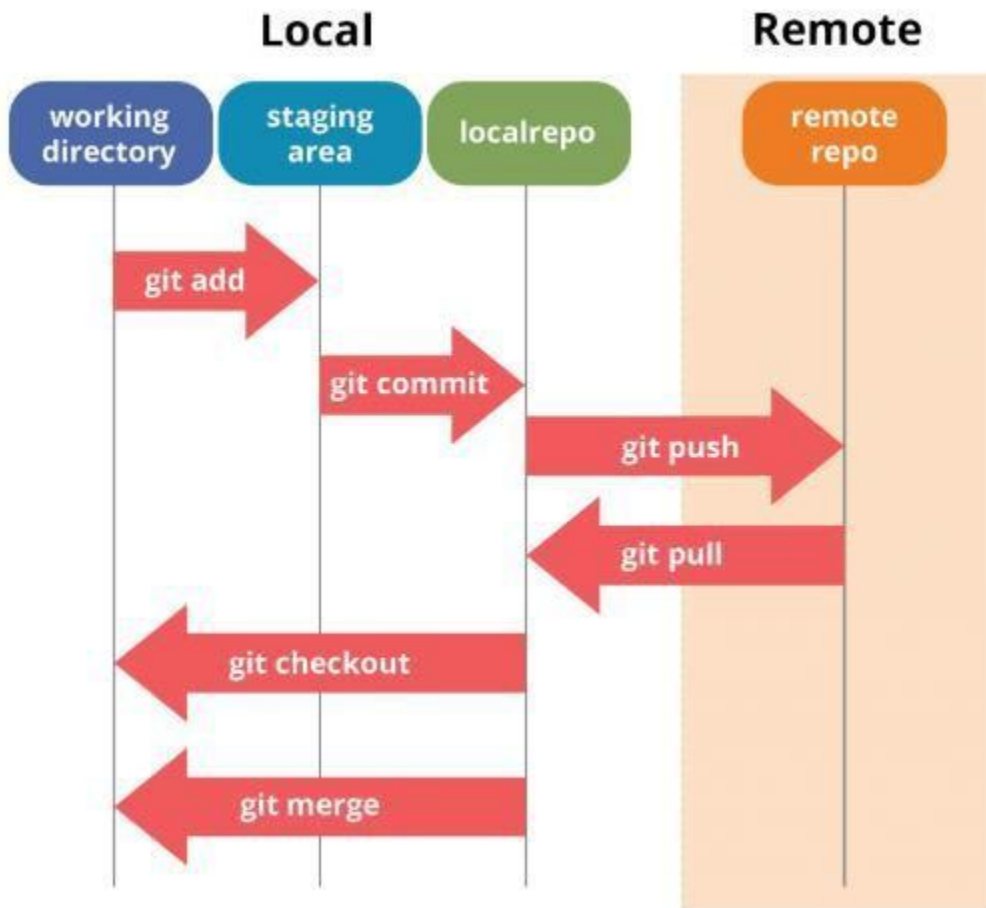 Local
Remote
working
directory
staging
area
localrepo
remote
repo
git add
git commit
git push
git pull
git checkout
git merge